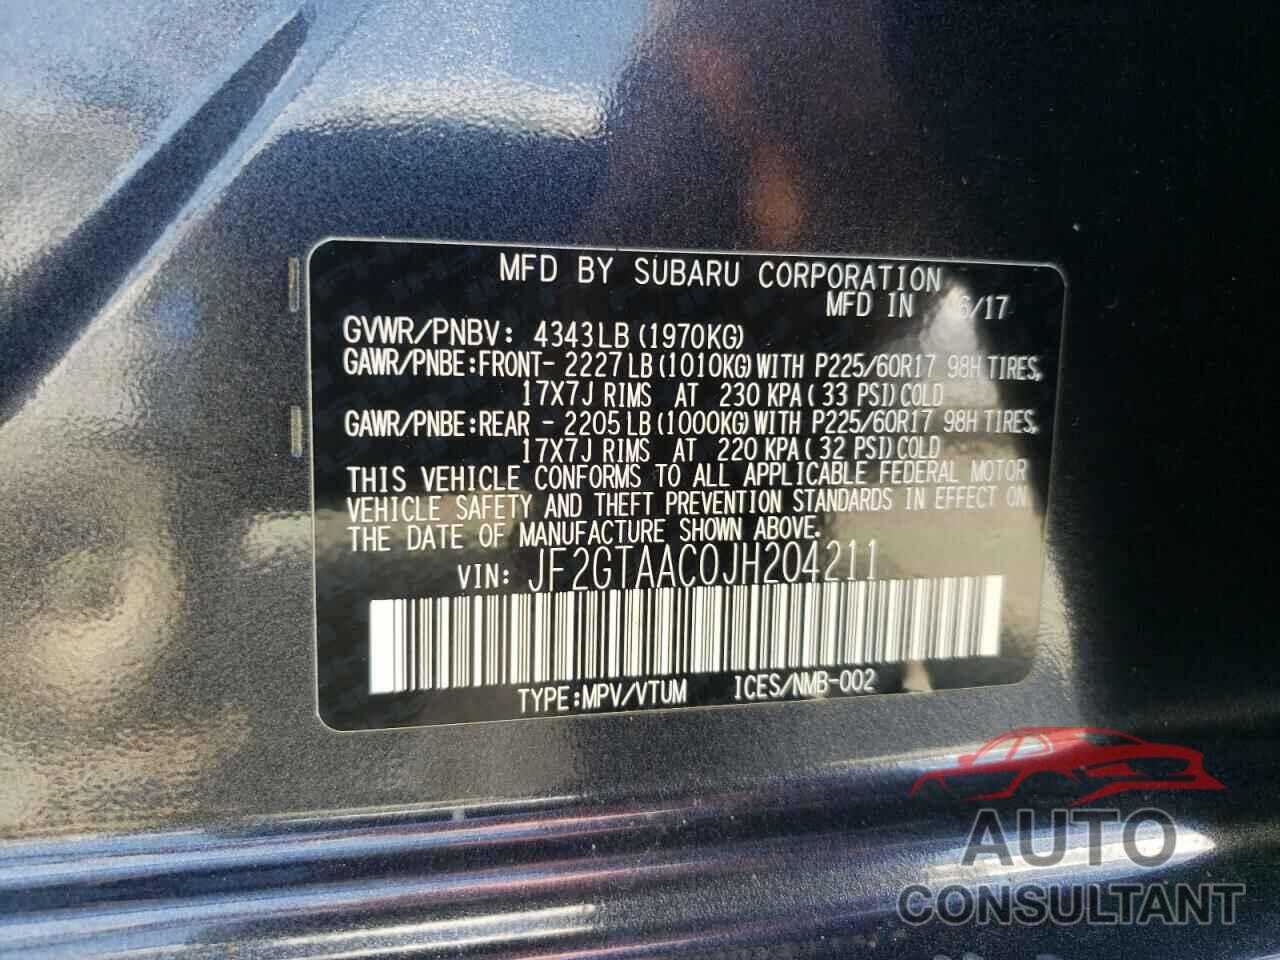 MFD BY SUBARU CORPORATION
MFD IN 6/17
GVWR/PNBV: 4343LB (1970KG)
GAWR/PNBE:FRONT- 2227 LB (1010KG) WITH P225/60R17 98H TIRES,
17X7J RIMS AT 230 KPA ( 33 PSI) COLD
GAWR/PNBE:REAR - 2205 LB (1000KG) WITH P225/60R17 98H TIRES,
17X7J RIMS AT 220 KPA ( 32 PSI) COLD
THIS VEHICLE CONFORMS TO ALL APPLICABLE FEDERAL MOTOR
VEHICLE SAFETY AND THEFT PREVENTION STANDARDS IN EFFECT ON
THE DATE OF MANUFACTURE SHOWN ABOVE.
VIN: JF2GTAAC0JH204211
TYPE:MPV/VTUM ICES/NMB-002
AUTO
CONSULTANT